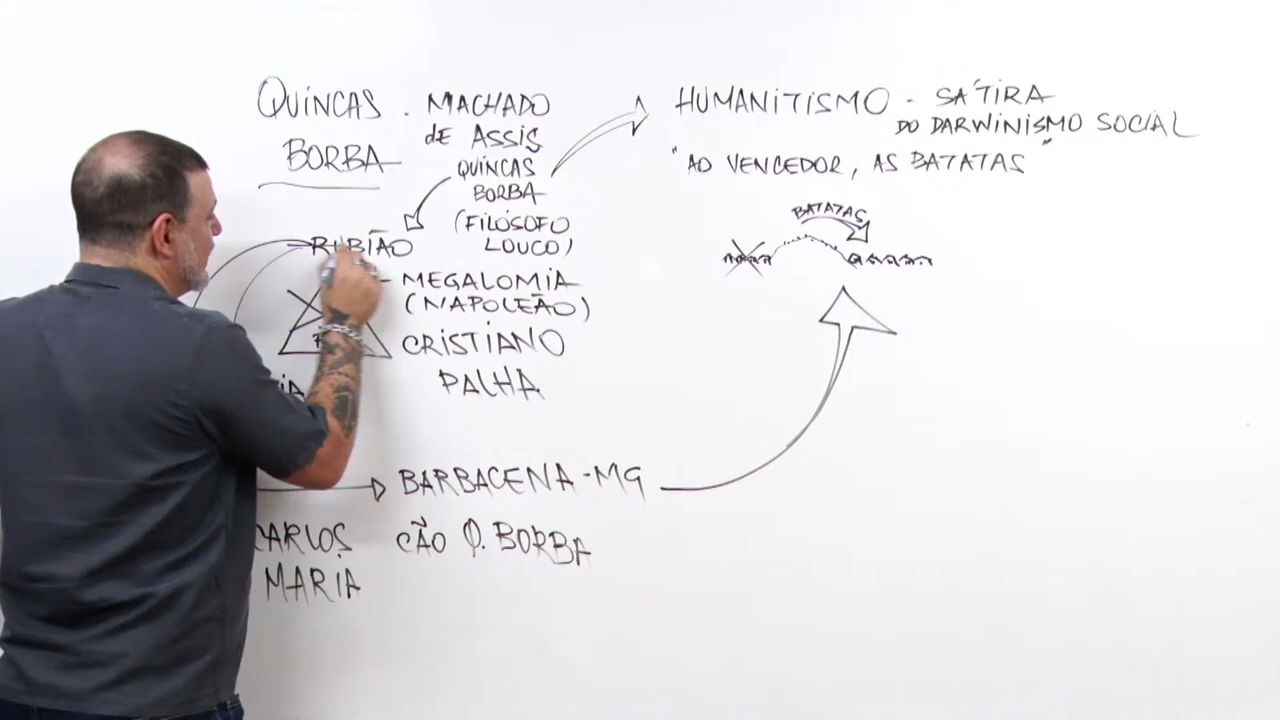 QUINCAS . MACHADO
BORBA
DE ASSIS
QUINCAS
BORBA
(FILÓSOFO
LOUCO)
RUBIÃO
- MEGALOMIA
(NAPOLEÃO)
CRISTIANO
PALHA
BARBACENA - MG
CARLOS
MARIA
CÃO Q. BORBA
HUMANITISMO - SÁTIRA
DO DARWINISMO SOCIAL
"AO VENCEDOR, AS BATATAS"
BATATAS